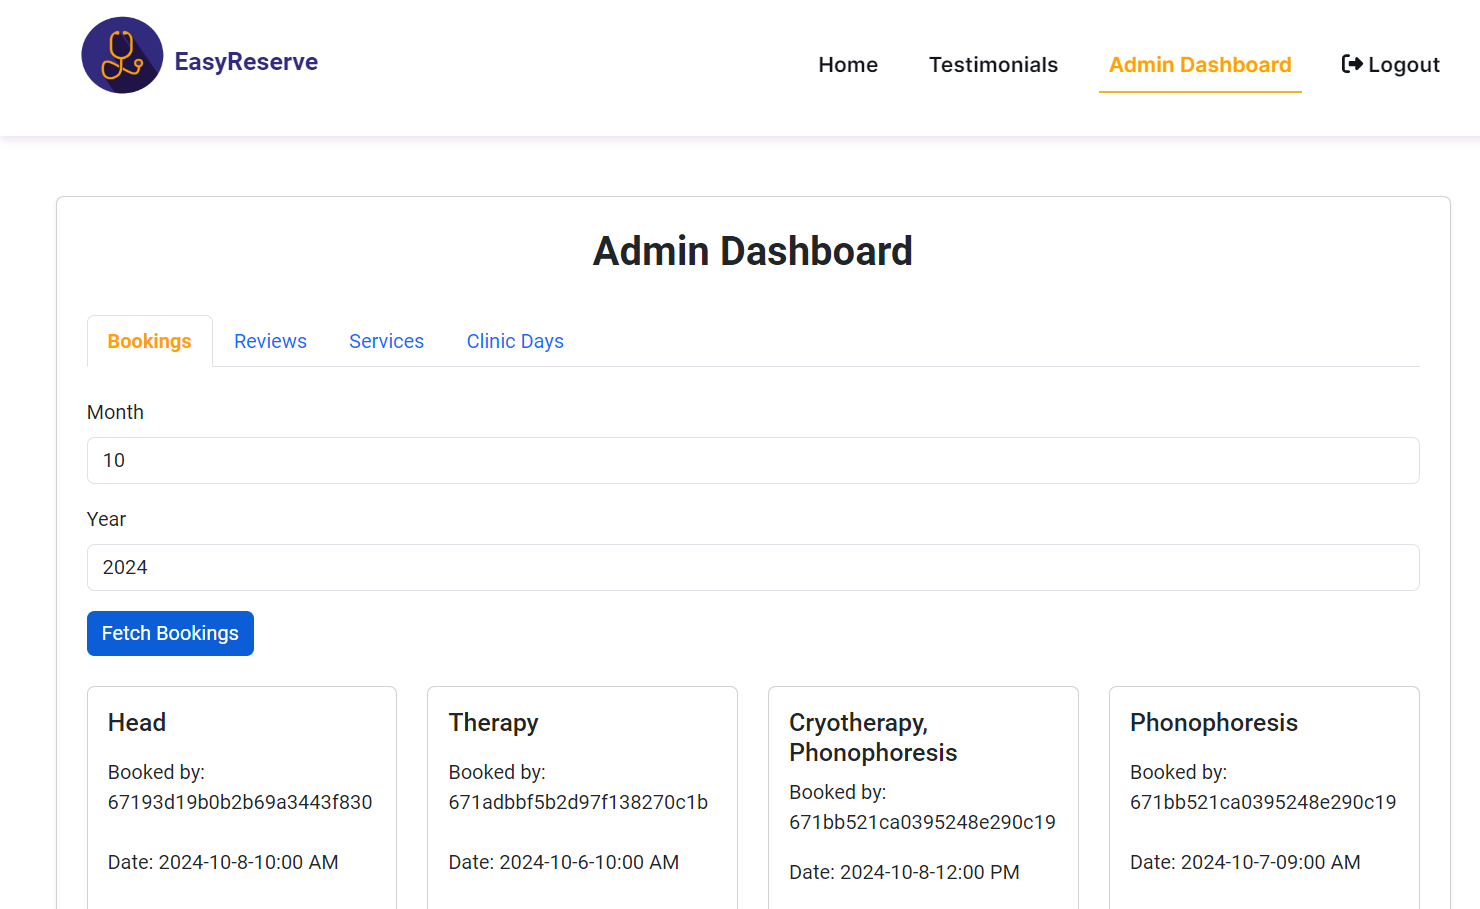 EasyReserve
Home
Testimonials
Admin Dashboard
Logout
Admin Dashboard
Bookings
Reviews
Services
Clinic Days
Month
10
Year
2024
Fetch Bookings
Head
Booked by:
67193d19b0b2b69a3443f830
Date: 2024-10-8-10:00 AM
Therapy
Booked by:
671adbbf5b2d97f138270c1b
Date: 2024-10-6-10:00 AM
Cryotherapy,
Phonophoresis
Booked by:
671bb521ca0395248e290c19
Date: 2024-10-8-12:00 PM
Phonophoresis
Booked by:
671bb521ca0395248e290c19
Date: 2024-10-7-09:00 AM